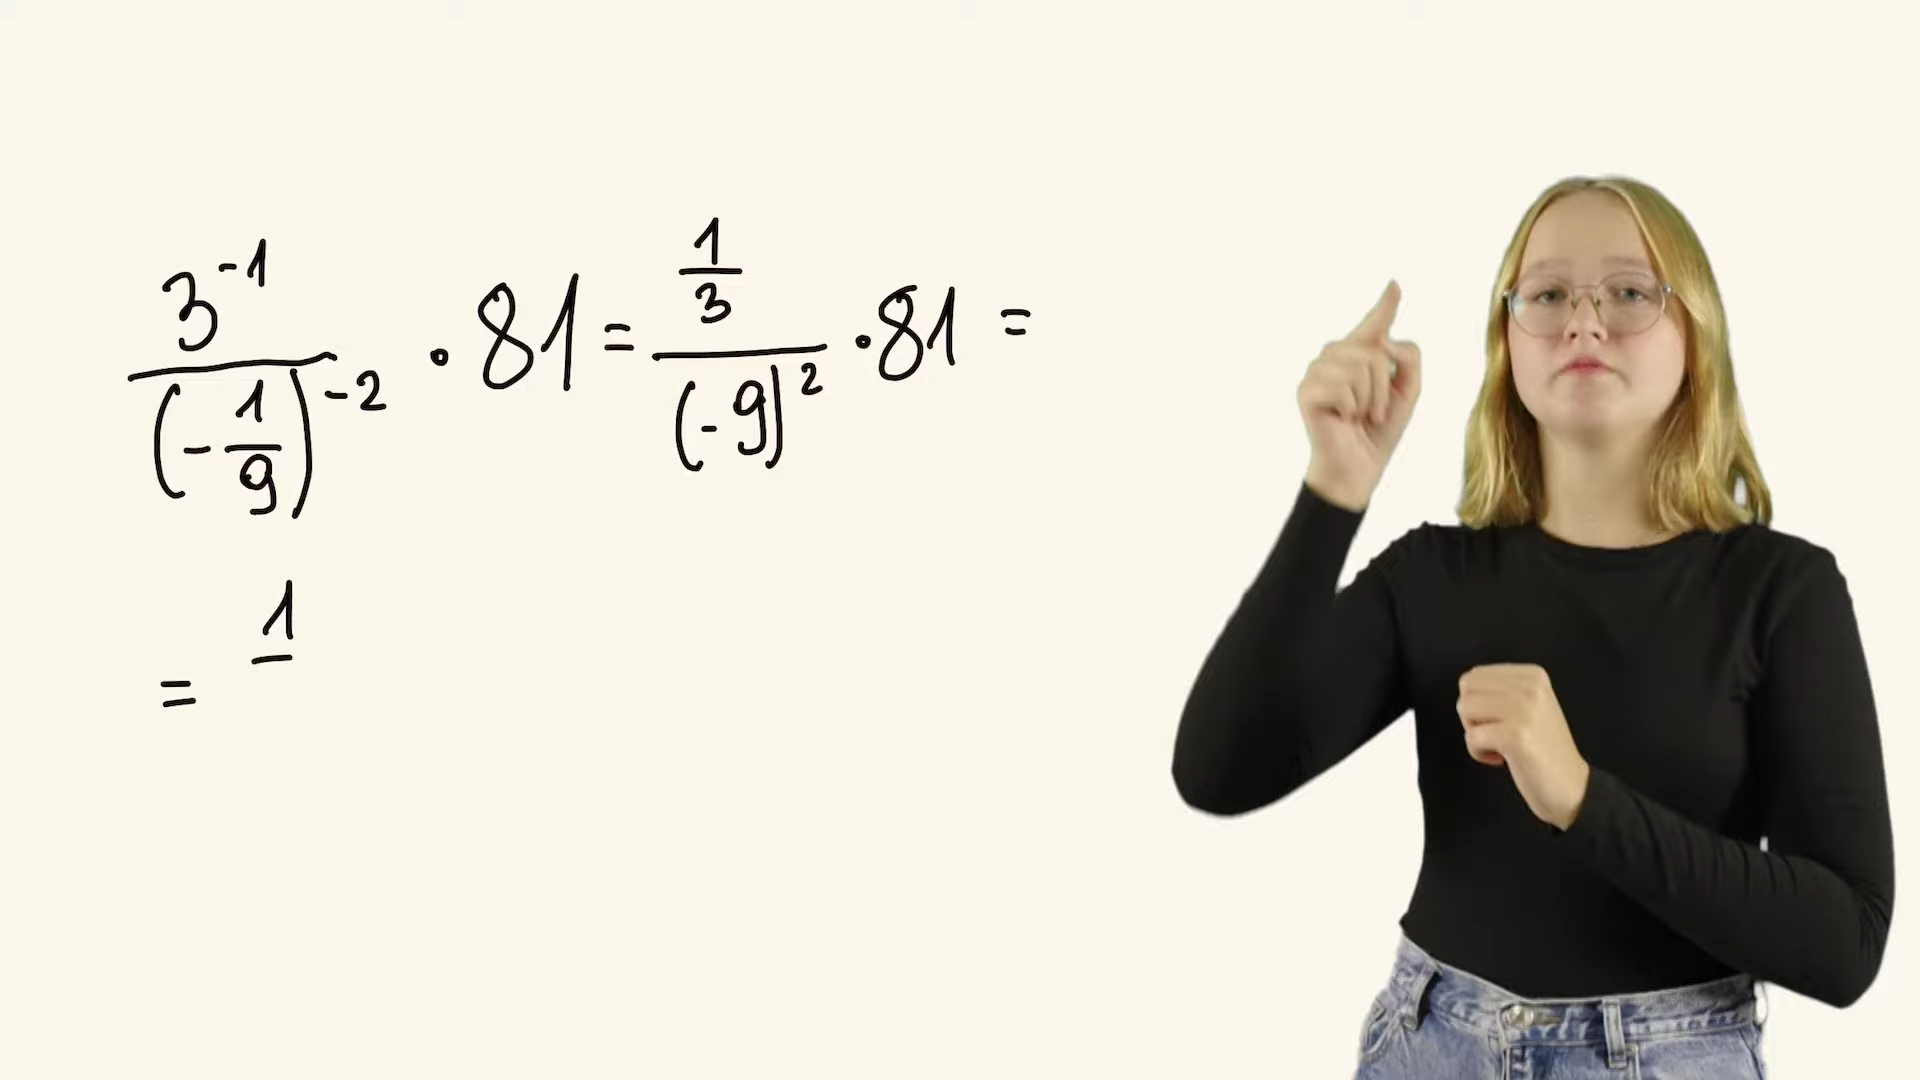 3^{-1} / (-1/9)^{-2} · 81 = (1/3) / (-9)^2 · 81 =
= 1 –